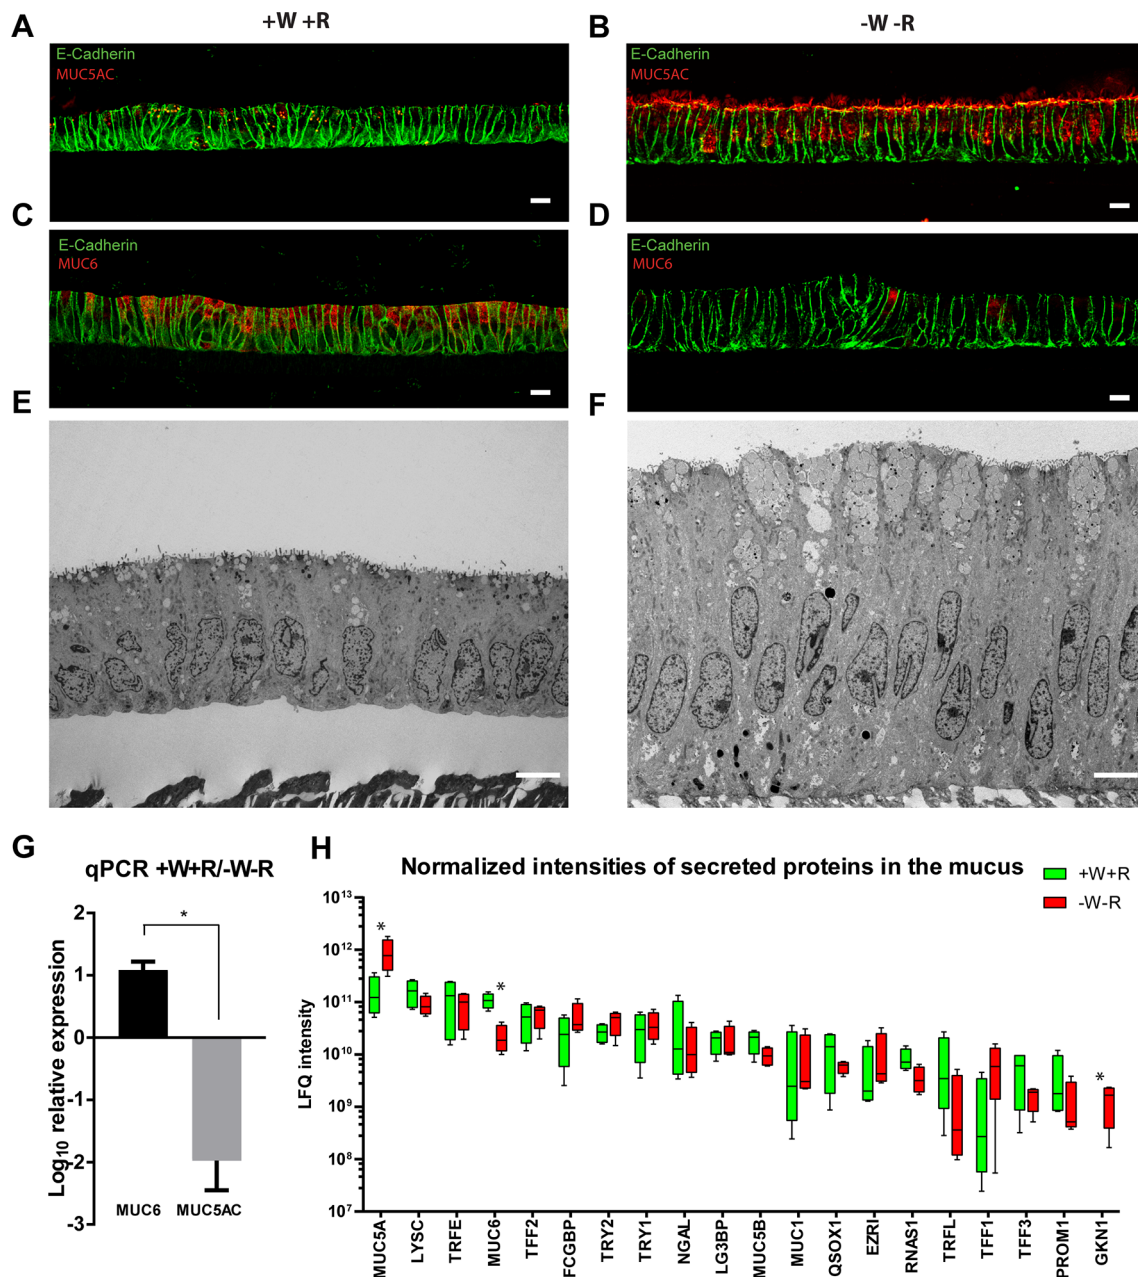 A
+W +R
B
-W -R
E-Cadherin
MUC5AC
E-Cadherin
MUC5AC
C
D
E-Cadherin
MUC6
E-Cadherin
MUC6
E
F
G
qPCR +W+R/-W-R
Log10 relative expression
2
1
0
-1
-2
-3
*
MUC6
MUC5AC
H
Normalized intensities of secreted proteins in the mucus
+W+R
-W-R
LFQ intensity
10^13
10^12
10^11
10^10
10^9
10^8
10^7
*
*
*
MUC5A
LYSC
TRFE
MUC6
TFF2
FCGBP
TRY2
TRY1
NGAL
LG3BP
MUC5B
MUC1
QSOX1
EZRI
RNAS1
TRFL
TFF1
TFF3
PROM1
GKN1